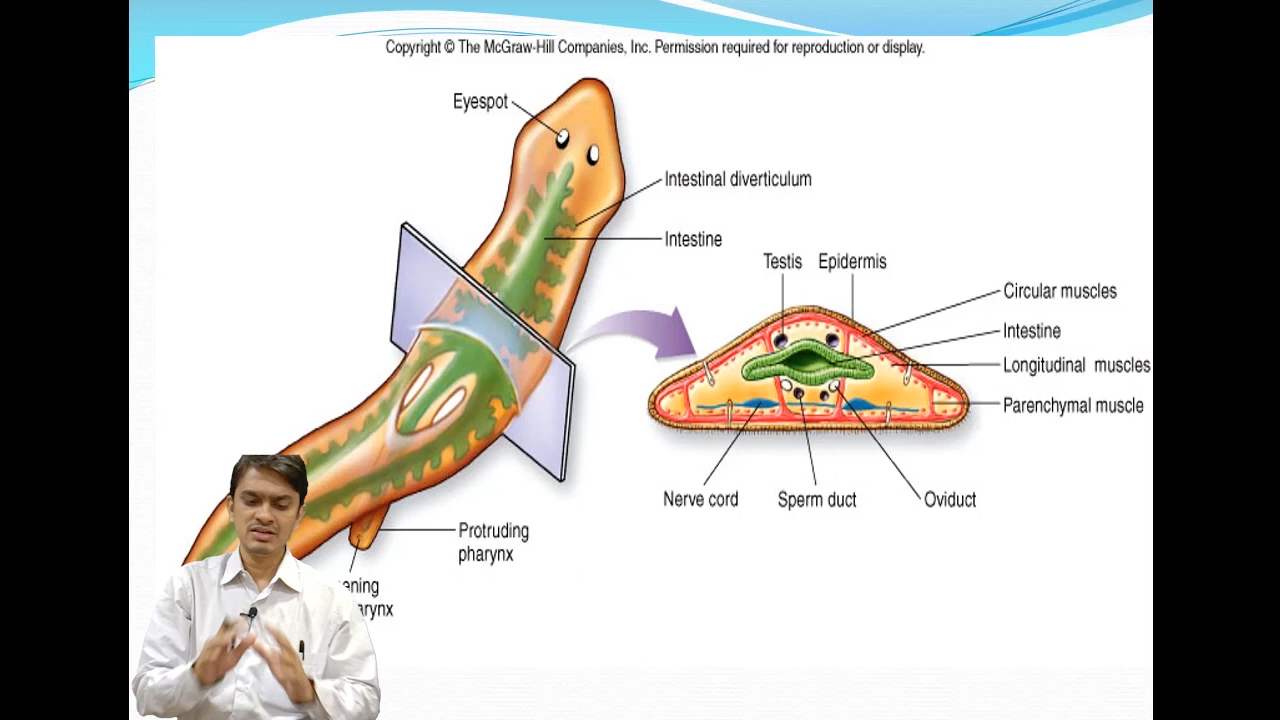 Copyright © The McGraw-Hill Companies, Inc. Permission required for reproduction or display.
Eyespot
Intestinal diverticulum
Intestine
Testis
Epidermis
Circular muscles
Intestine
Longitudinal muscles
Parenchymal muscle
Nerve cord
Sperm duct
Oviduct
Protruding
pharynx